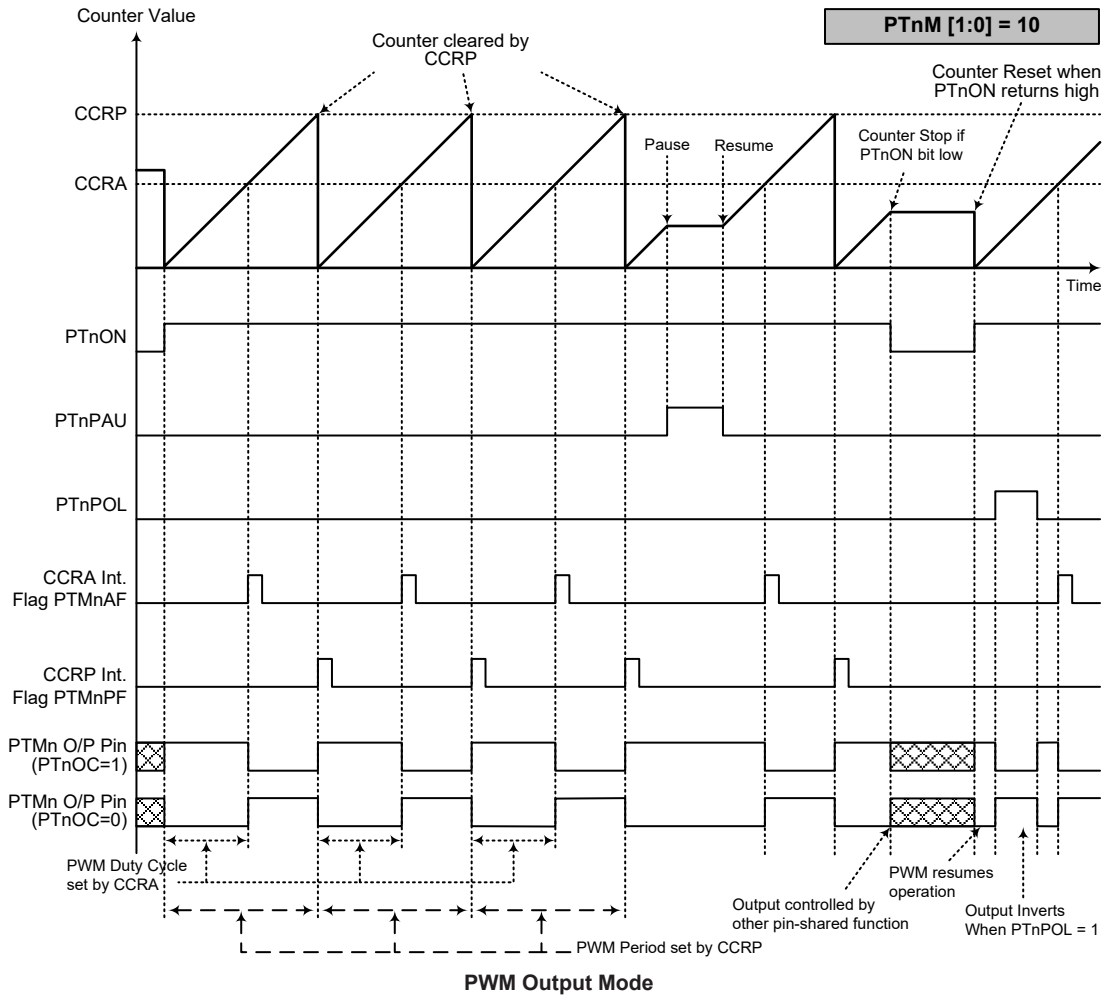 Counter Value
PTnM [1:0] = 10
Counter cleared by
CCRP
Counter Reset when
PTnON returns high
CCRP
Counter Stop if
PTnON bit low
Pause
Resume
CCRA
Time
PTnON
PTnPAU
PTnPOL
CCRA Int.
Flag PTMnAF
CCRP Int.
Flag PTMnPF
PTMn O/P Pin
(PTnOC=1)
PTMn O/P Pin
(PTnOC=0)
PWM Duty Cycle
set by CCRA
PWM resumes
operation
Output controlled by
other pin-shared function
Output Inverts
When PTnPOL = 1
PWM Period set by CCRP
PWM Output Mode